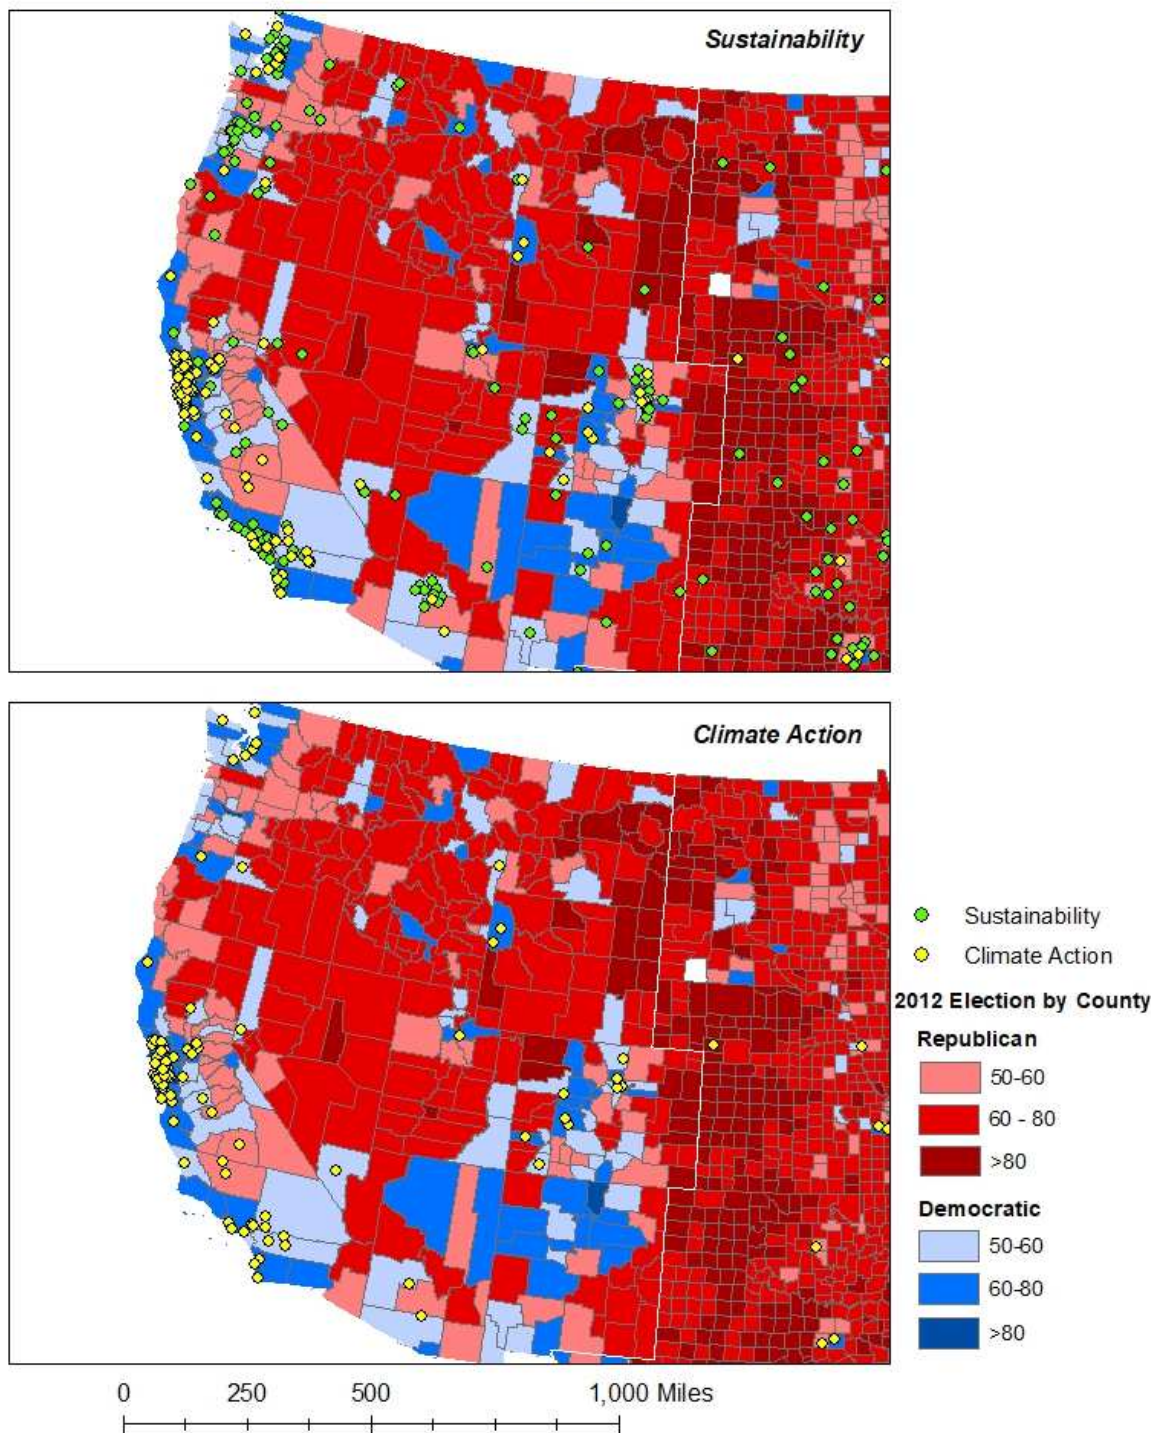 Sustainability
Climate Action
Sustainability
Climate Action
2012 Election by County
Republican
50-60
60 - 80
>80
Democratic
50-60
60-80
>80
0 250 500 1,000 Miles